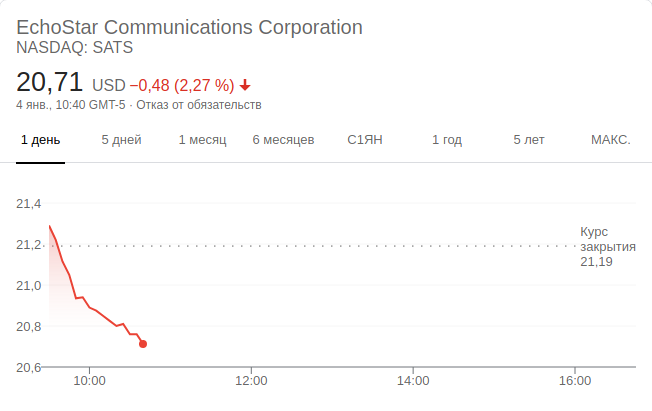 EchoStar Communications Corporation
NASDAQ: SATS
20,71 USD −0,48 (2,27 %)
4 янв., 10:40 GMT-5 · Отказ от обязательств
1 день 5 дней 1 месяц 6 месяцев С1ЯН 1 год 5 лет МАКС.
21,4
21,2
21,0
20,8
20,6
Курс
закрытия
21,19
10:00 12:00 14:00 16:00